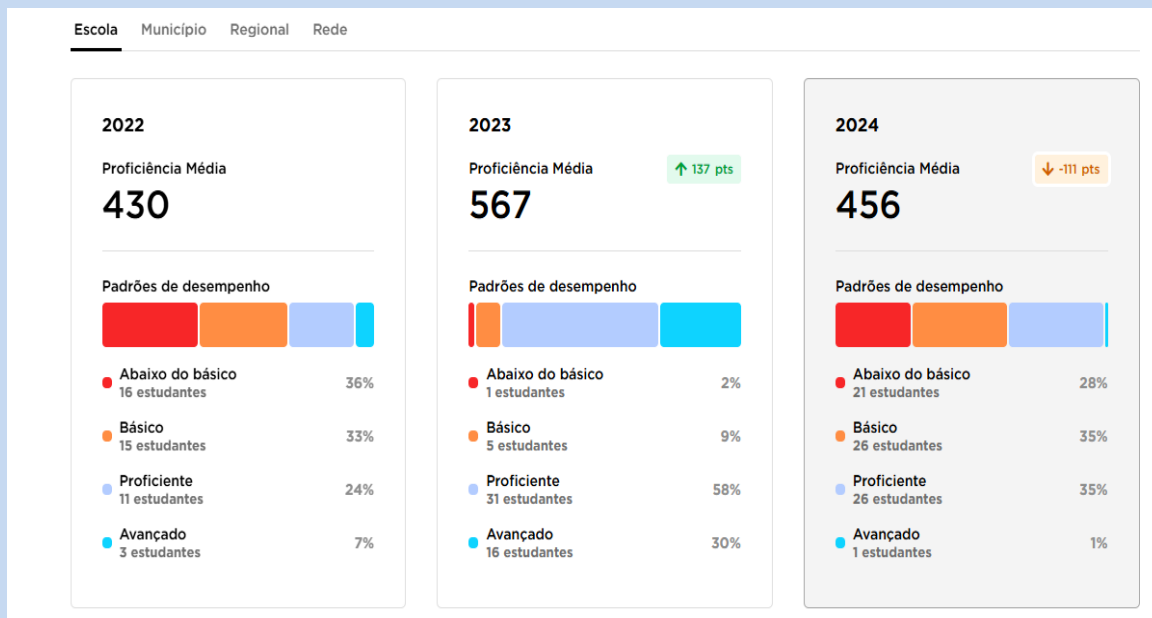 Escola Município Regional Rede
2022
Proficiência Média
430
Padrões de desempenho
Abaixo do básico
16 estudantes 36%
Básico
15 estudantes 33%
Proficiente
11 estudantes 24%
Avançado
3 estudantes 7%
2023
Proficiência Média ↑ 137 pts
567
Padrões de desempenho
Abaixo do básico
1 estudantes 2%
Básico
5 estudantes 9%
Proficiente
31 estudantes 58%
Avançado
16 estudantes 30%
2024
Proficiência Média ↓ -111 pts
456
Padrões de desempenho
Abaixo do básico
21 estudantes 28%
Básico
26 estudantes 35%
Proficiente
26 estudantes 35%
Avançado
1 estudantes 1%